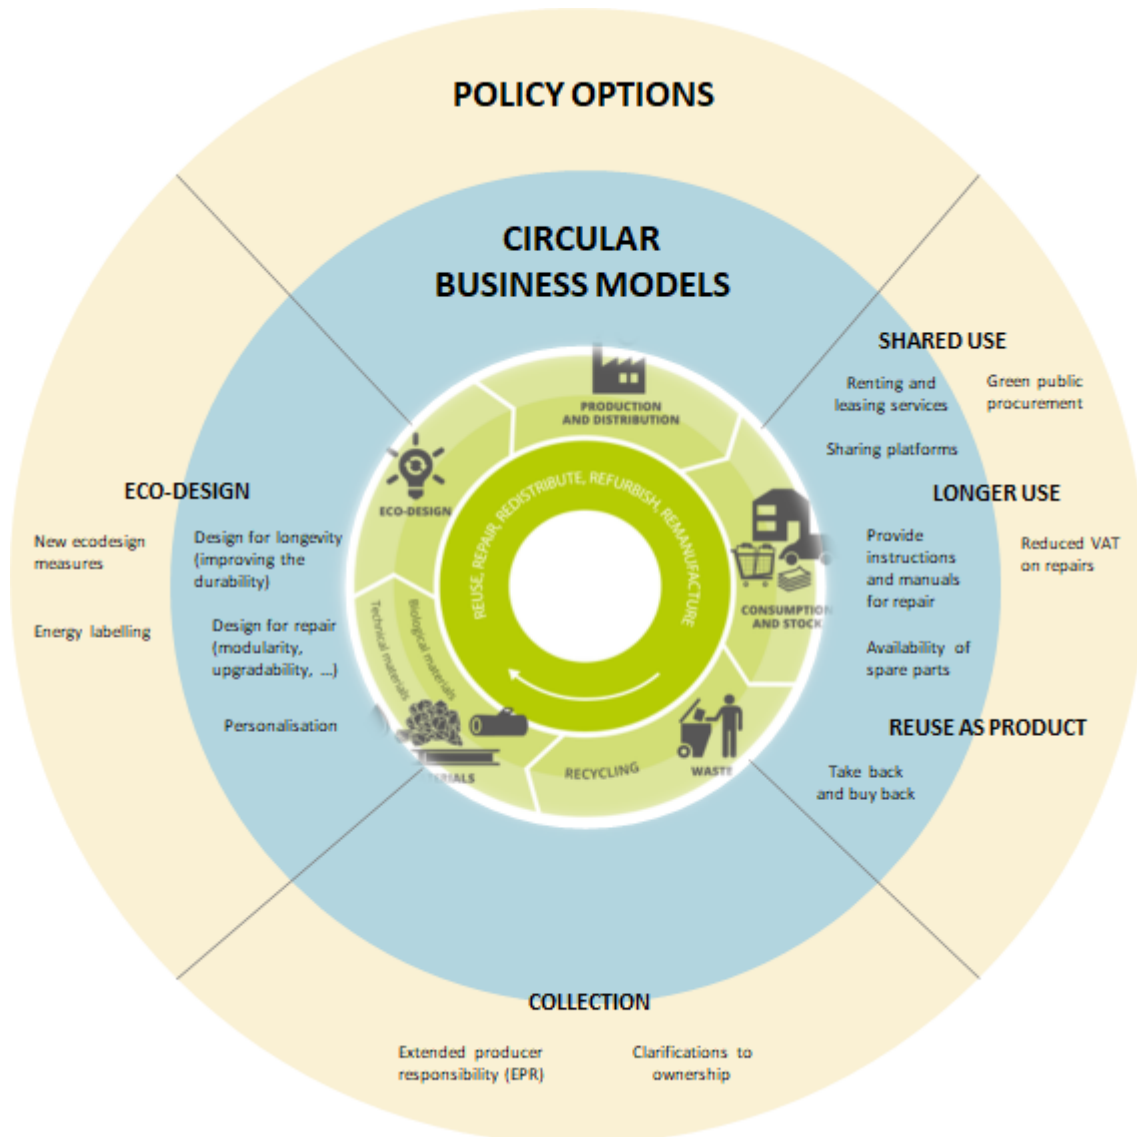 POLICY OPTIONS
CIRCULAR
BUSINESS MODELS
SHARED USE
Renting and
leasing services
Green public
procurement
Sharing platforms
LONGER USE
Provide
instructions
and manuals
for repair
Reduced VAT
on repairs
Availability of
spare parts
REUSE AS PRODUCT
Take back
and buy back
ECO-DESIGN
New ecodesign
measures
Design for longevity
(improving the
durability)
Energy labelling
Design for repair
(modularity,
upgradability, ...)
Personalisation
PRODUCTION
AND DISTRIBUTION
ECO-DESIGN
REUSE, REPAIR, REDISTRIBUTE, REFURBISH, REMANUFACTURE
CONSUMPTION
AND STOCK
Technical materials
Biological materials
RECYCLING
WASTE
COLLECTION
Extended producer
responsibility (EPR)
Clarifications to
ownership